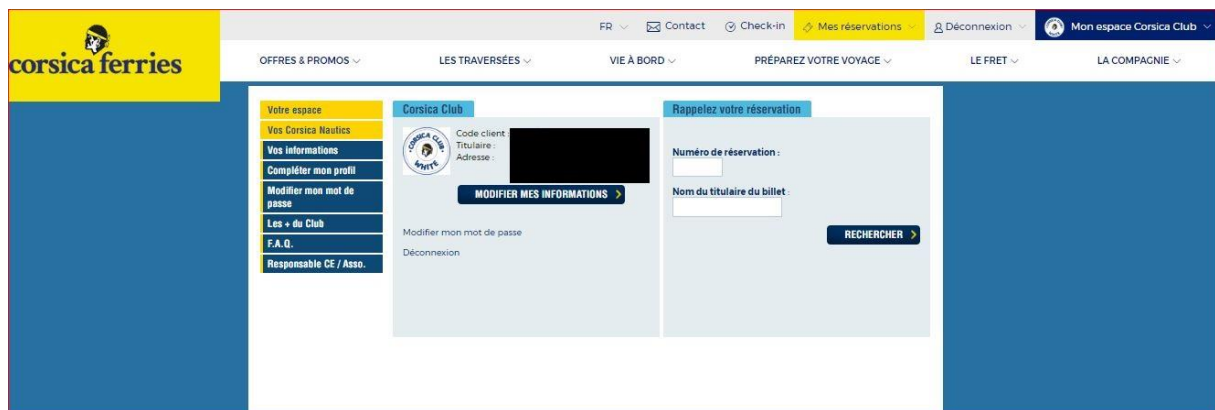 FR
Contact
Check-in
Mes réservations
Déconnexion
Mon espace Corsica Club
corsica ferries
OFFRES & PROMOS
LES TRAVERSÉES
VIE À BORD
PRÉPAREZ VOTRE VOYAGE
LE FRET
LA COMPAGNIE
Votre espace
Vos Corsica Nautics
Vos informations
Compléter mon profil
Modifier mon mot de
passe
Les + du Club
F.A.Q.
Responsable CE / Asso.
Corsica Club
CORSICA CLUB
WHITE
Code client :
Titulaire :
Adresse :
MODIFIER MES INFORMATIONS
Modifier mon mot de passe
Déconnexion
Rappelez votre réservation
Numéro de réservation :
Nom du titulaire du billet :
RECHERCHER